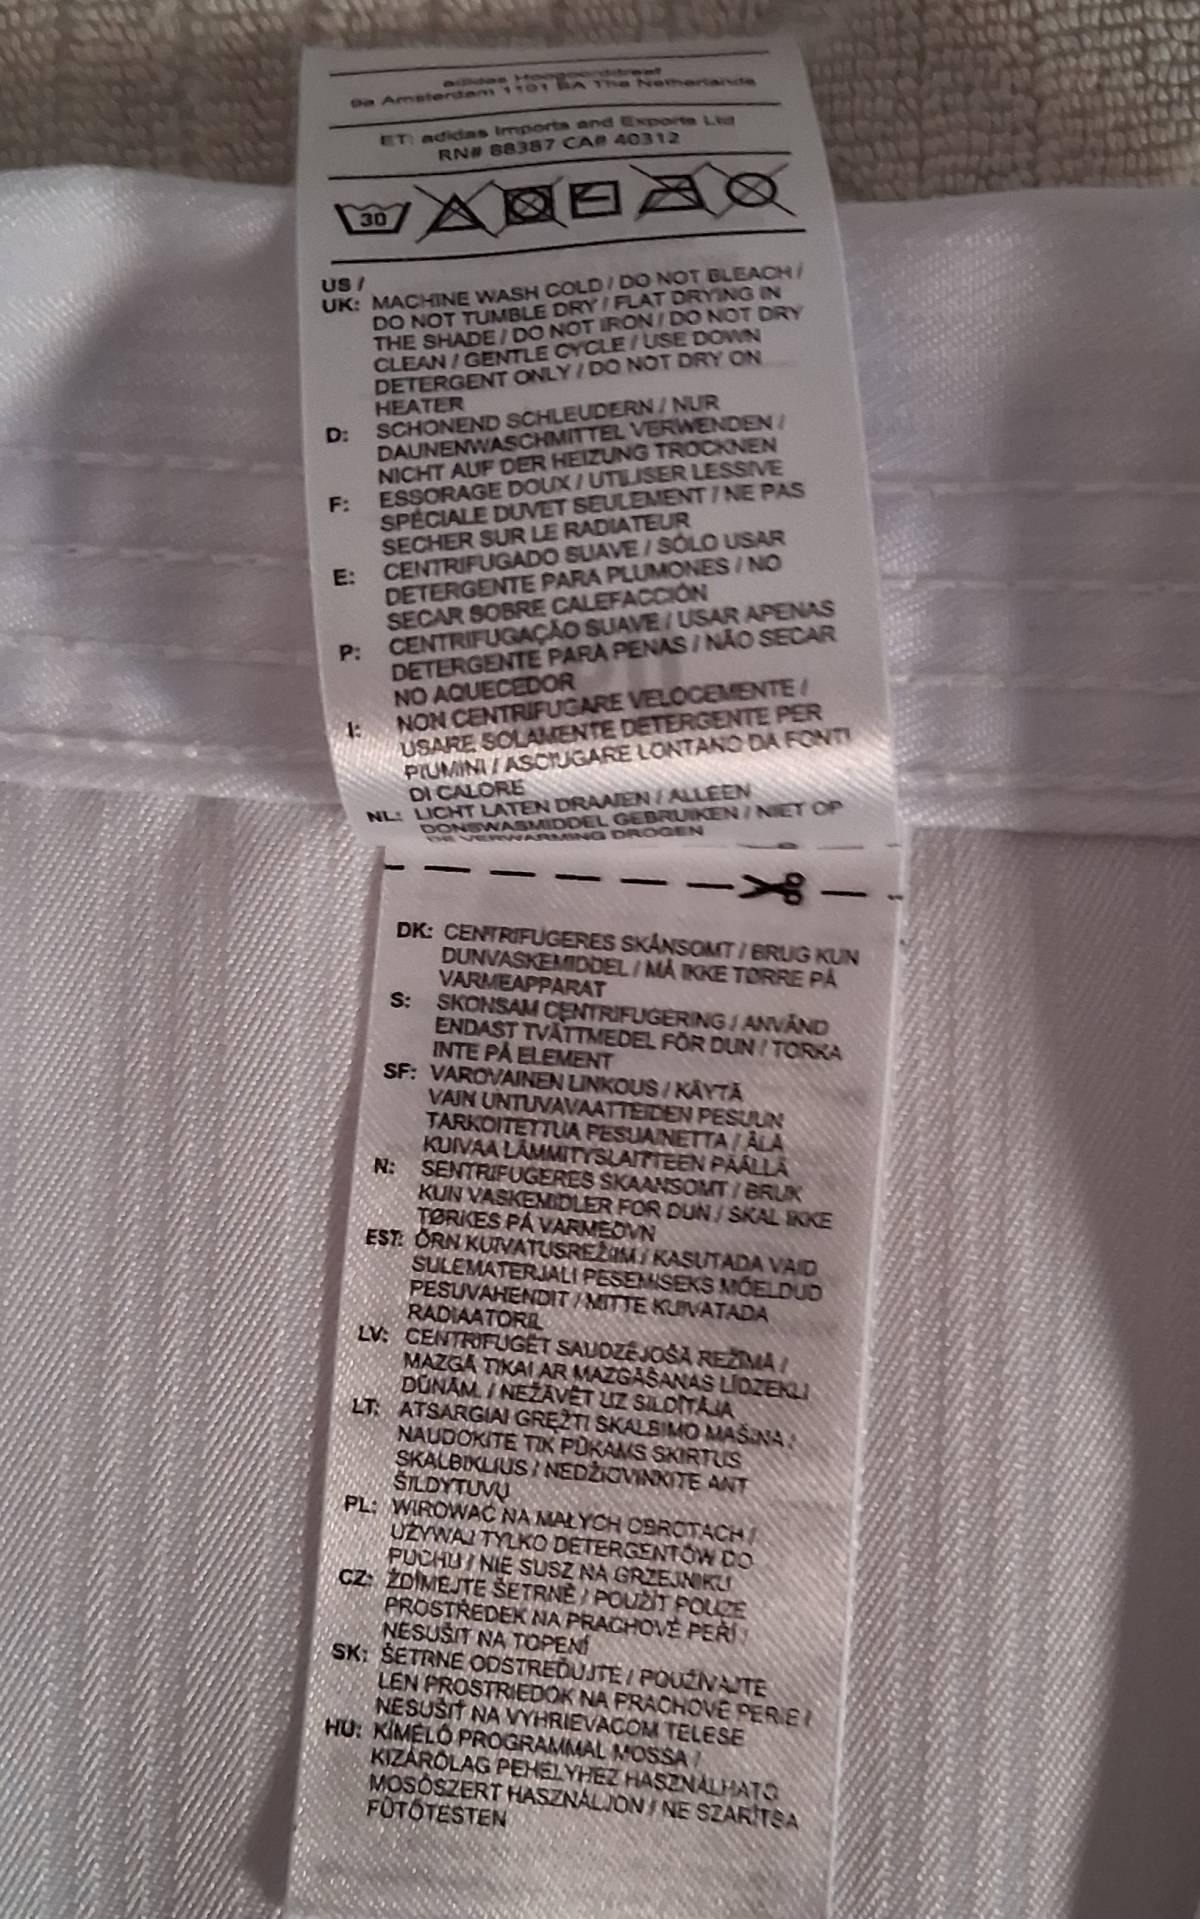 adidas Hoogoorddreef
9a Amsterdam 1101 BA The Netherlands
ET: adidas Imports and Exports Ltd
RN# 88387 CA# 40312
30
US /
UK: MACHINE WASH COLD / DO NOT BLEACH /
DO NOT TUMBLE DRY / FLAT DRYING IN
THE SHADE / DO NOT IRON / DO NOT DRY
CLEAN / GENTLE CYCLE / USE DOWN
DETERGENT ONLY / DO NOT DRY ON
HEATER
D: SCHONEND SCHLEUDERN / NUR
DAUNENWASCHMITTEL VERWENDEN /
NICHT AUF DER HEIZUNG TROCKNEN
F: ESSORAGE DOUX / UTILISER LESSIVE
SPÉCIALE DUVET SEULEMENT / NE PAS
SECHER SUR LE RADIATEUR
E: CENTRIFUGADO SUAVE / SÓLO USAR
DETERGENTE PARA PLUMONES / NO
SECAR SOBRE CALEFACCIÓN
P: CENTRIFUGAÇÃO SUAVE / USAR APENAS
DETERGENTE PARA PENAS / NÃO SECAR
NO AQUECEDOR
I: NON CENTRIFUGARE VELOCEMENTE /
USARE SOLAMENTE DETERGENTE PER
PIUMINI / ASCIUGARE LONTANO DA FONTI
DI CALORE
NL: LICHT LATEN DRAAIEN / ALLEEN
DONSWASMIDDEL GEBRUIKEN / NIET OP
DE VERWARMING DROGEN
DK: CENTRIFUGERES SKÅNSOMT / BRUG KUN
DUNVASKEMIDDEL / MÅ IKKE TØRRE PÅ
VARMEAPPARAT
S: SKONSAM CENTRIFUGERING / ANVÄND
ENDAST TVÄTTMEDEL FÖR DUN / TORKA
INTE PÅ ELEMENT
SF: VAROVAINEN LINKOUS / KÄYTÄ
VAIN UNTUVAVAATTEIDEN PESUUN
TARKOITETTUA PESUAINETTA / ÄLÄ
KUIVAA LÄMMITYSLAITTEEN PÄÄLLÄ
N: SENTRIFUGERES SKAANSOMT / BRUK
KUN VASKEMIDLER FOR DUN / SKAL IKKE
TØRKES PÅ VARMEOVN
EST: ÕRN KUIVATUSREŽIIM / KASUTADA VAID
SULEMATERJALI PESEMISEKS MÕELDUD
PESUVAHENDIT / MITTE KUIVATADA
RADIAATORIL
LV: CENTRIFUGĒT SAUDZĒJOŠĀ REŽĪMĀ /
MAZGĀ TIKAI AR MAZGĀŠANAS LĪDZEKLI
DŪNĀM. / NEŽĀVĒT UZ SILDĪTĀJA
LT: ATSARGIAI GRĘŽTI SKALBIMO MAŠINA /
NAUDOKITE TIK PŪKAMS SKIRTUS
SKALBIKLIUS / NEDŽIOVINKITE ANT
ŠILDYTUVŲ
PL: WIROWAĆ NA MAŁYCH OBROTACH /
UŻYWAJ TYLKO DETERGENTÓW DO
PUCHU / NIE SUSZ NA GRZEJNIKU
CZ: ŽDÍMEJTE ŠETRNĚ / POUŽÍT POUZE
PROSTŘEDEK NA PRACHOVÉ PEŘÍ /
NESUŠIT NA TOPENÍ
SK: ŠETRNE ODSTREĎUJTE / POUŽÍVAJTE
LEN PROSTRIEDOK NA PRACHOVÉ PERIE /
NESUŠIŤ NA VYHRIEVACOM TELESE
HU: KÍMÉLŐ PROGRAMMAL MOSSA /
KIZÁRÓLAG PEHELYHEZ HASZNÁLHATÓ
MOSÓSZERT HASZNÁLJON / NE SZÁRÍTSA
FŰTŐTESTEN